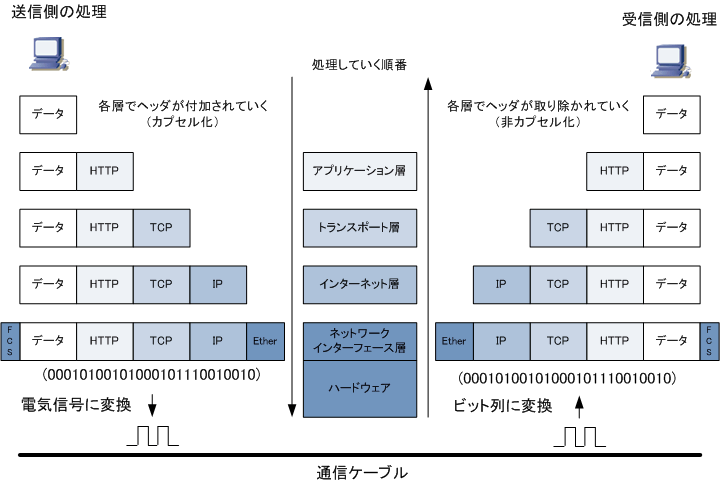 送信側の処理
受信側の処理
処理していく順番
データ
各層でヘッダが付加されていく
（カプセル化）
各層でヘッダが取り除かれていく
（非カプセル化）
データ
データ HTTP
アプリケーション層
HTTP データ
データ HTTP TCP
トランスポート層
TCP HTTP データ
データ HTTP TCP IP
インターネット層
IP TCP HTTP データ
FCS データ HTTP TCP IP Ether
ネットワーク
インターフェース層
Ether IP TCP HTTP データ FCS
(00010100101000101110010010)
ハードウェア
(00010100101000101110010010)
電気信号に変換
ビット列に変換
通信ケーブル